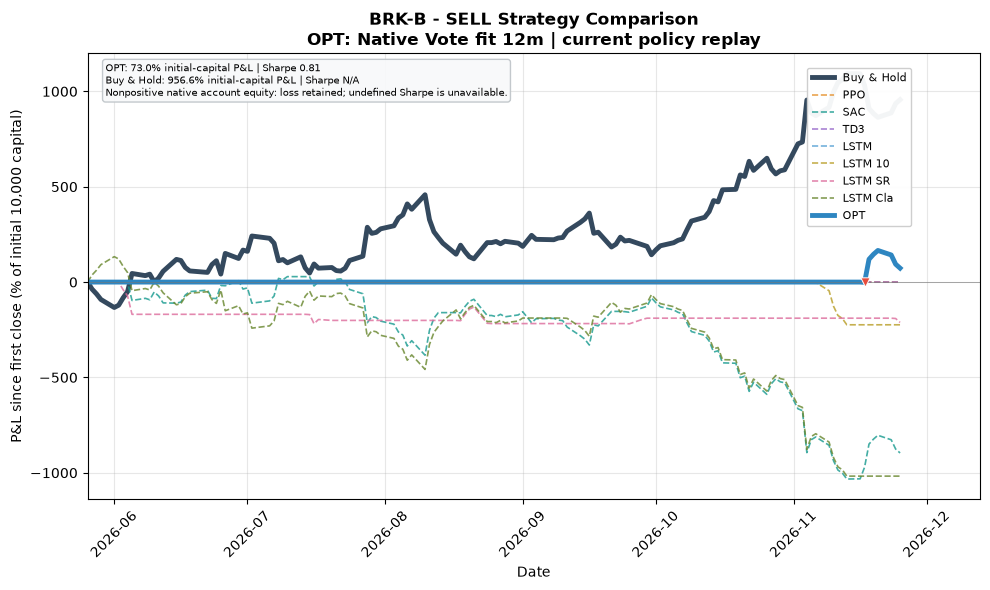 BRK-B - SELL Strategy Comparison
OPT: Native Vote fit 12m | current policy replay
OPT: 73.0% initial-capital P&L | Sharpe 0.81
Buy & Hold: 956.6% initial-capital P&L | Sharpe N/A
Nonpositive native account equity: loss retained; undefined Sharpe is unavailable.
Buy & Hold
PPO
SAC
TD3
LSTM
LSTM 10
LSTM SR
LSTM Cla
OPT
P&L since first close (% of initial 10,000 capital)
1000
500
0
−500
−1000
2026-06
2026-07
2026-08
2026-09
2026-10
2026-11
2026-12
Date